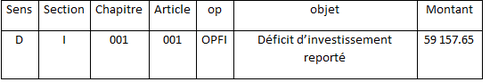 Sens Section Chapitre Article op objet Montant
D I 001 001 OPFI Déficit d’investissement 59 157.65
reporté